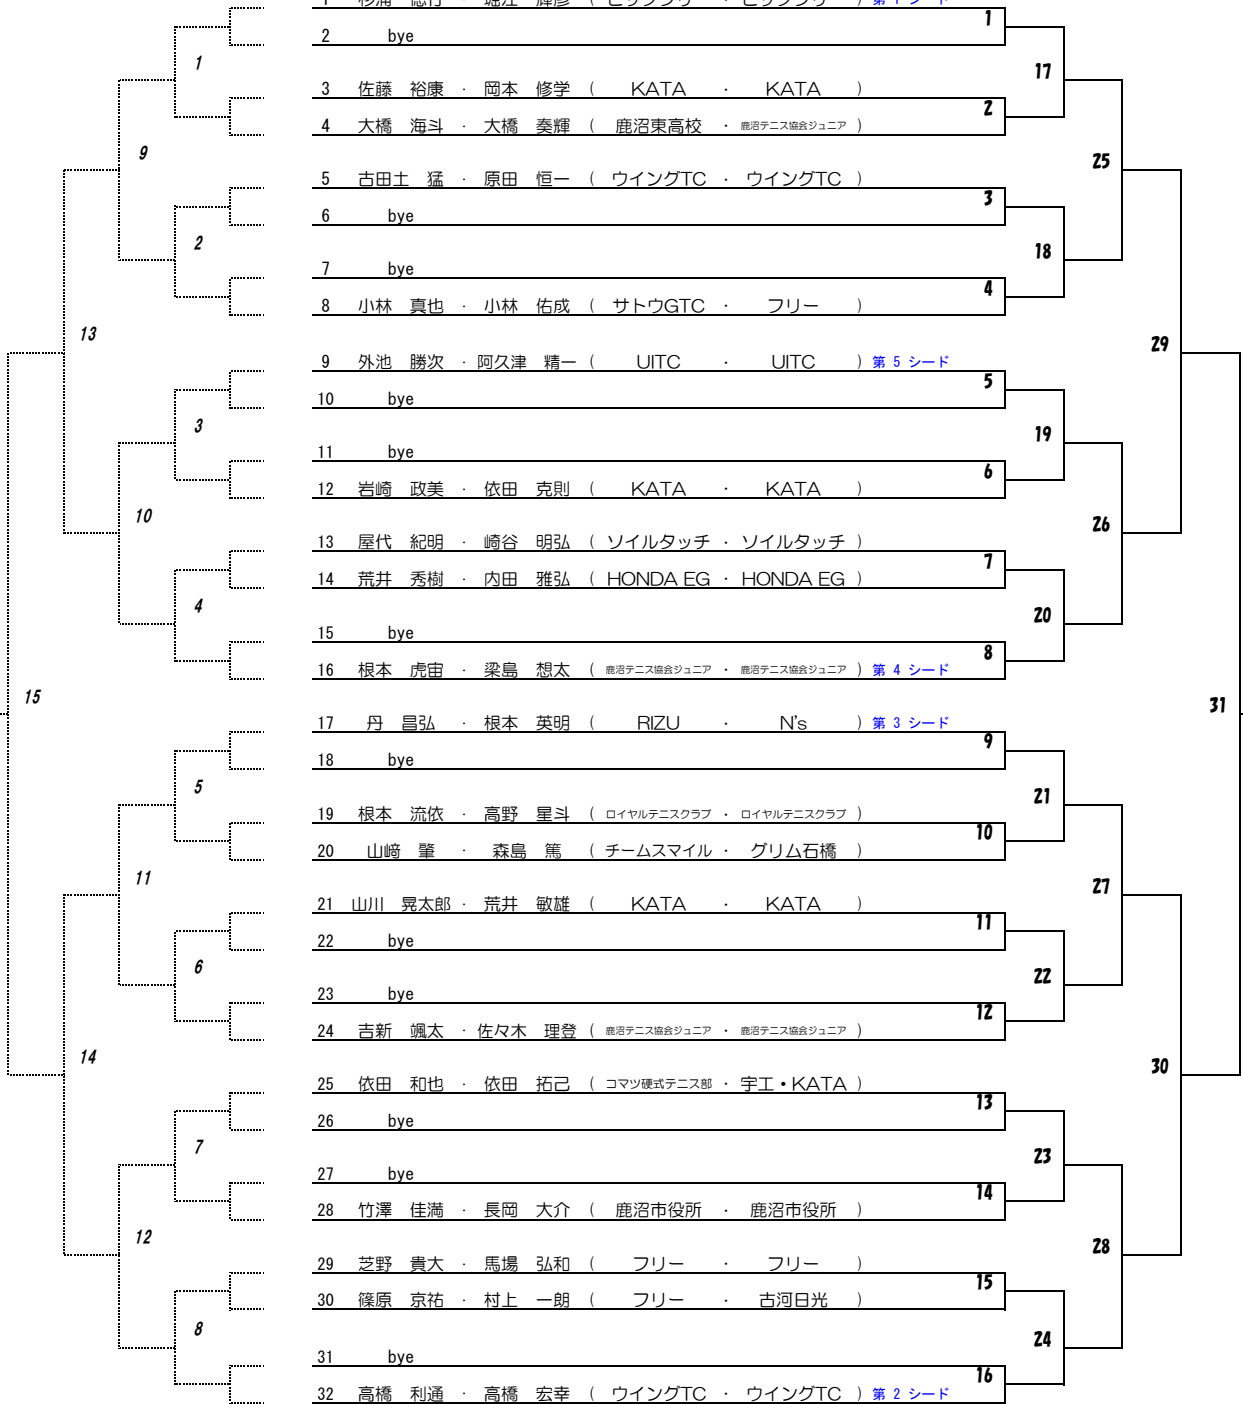 1
2 bye
1
17
3 佐藤 裕康 ・ 岡本 修学 ( KATA ・ KATA )
2
4 大橋 海斗 ・ 大橋 奏輝 ( 鹿沼東高校 ・ 鹿沼テニス協会ジュニア )
9
25
5 古田土 猛 ・ 原田 恒一 ( ウイングTC ・ ウイングTC )
3
6 bye
2
18
7 bye
4
8 小林 真也 ・ 小林 佑成 ( サトウGTC ・ フリー )
13
29
9 外池 勝次 ・ 阿久津 精一 ( UITC ・ UITC ) 第 5 シード
5
10 bye
3
19
11 bye
6
12 岩崎 政美 ・ 依田 克則 ( KATA ・ KATA )
10
26
13 屋代 紀明 ・ 崎谷 明弘 ( ソイルタッチ ・ ソイルタッチ )
7
14 荒井 秀樹 ・ 内田 雅弘 ( HONDA EG ・ HONDA EG )
4
20
15 bye
8
16 根本 虎宙 ・ 梁島 想太 ( 鹿沼テニス協会ジュニア ・ 鹿沼テニス協会ジュニア ) 第 4 シード
15
31
17 丹 昌弘 ・ 根本 英明 ( RIZU ・ N's ) 第 3 シード
9
18 bye
5
21
19 根本 流依 ・ 高野 星斗 ( ロイヤルテニスクラブ ・ ロイヤルテニスクラブ )
10
20 山﨑 肇 ・ 森島 篤 ( チームスマイル ・ グリム石橋 )
11
27
21 山川 晃太郎 ・ 荒井 敏雄 ( KATA ・ KATA )
11
22 bye
6
22
23 bye
12
24 吉新 颯太 ・ 佐々木 理登 ( 鹿沼テニス協会ジュニア ・ 鹿沼テニス協会ジュニア )
14
30
25 依田 和也 ・ 依田 拓己 ( コマツ硬式テニス部 ・ 宇工・KATA )
13
26 bye
7
23
27 bye
14
28 竹澤 佳満 ・ 長岡 大介 ( 鹿沼市役所 ・ 鹿沼市役所 )
12
28
29 芝野 貴大 ・ 馬場 弘和 ( フリー ・ フリー )
15
30 篠原 京祐 ・ 村上 一朗 ( フリー ・ 古河日光 )
8
24
31 bye
16
32 高橋 利通 ・ 高橋 宏幸 ( ウイングTC ・ ウイングTC ) 第 2 シード